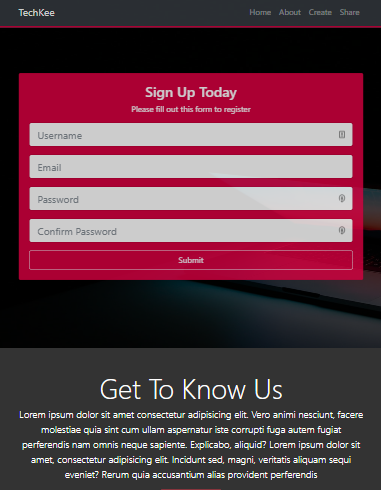 TechKee
Home About Create Share
Sign Up Today
Please fill out this form to register
Username
Email
Password
Confirm Password
Submit
Get To Know Us
Lorem ipsum dolor sit amet consectetur adipisicing elit. Vero animi nesciunt, facere
molestiae quia sint cum ullam aspernatur iste corrupti fuga autem fugiat
perferendis nam omnis neque sapiente. Explicabo, aliquid? Lorem ipsum dolor sit
amet, consectetur adipisicing elit. Incidunt sed, magni, veritatis aliquam sequi
eveniet? Rerum quia accusantium alias provident perferendis